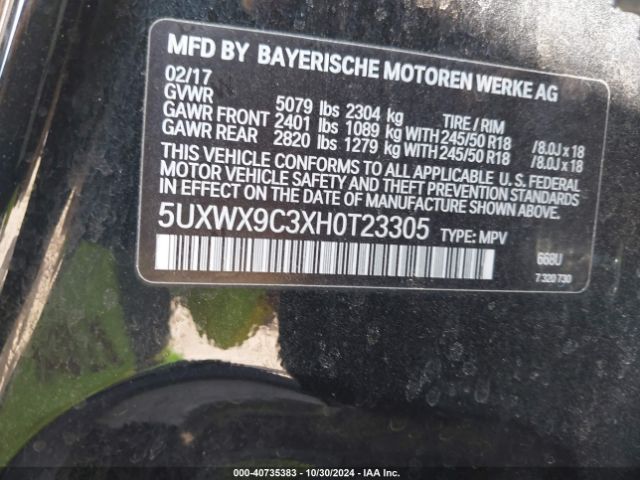 MFD BY BAYERISCHE MOTOREN WERKE AG
02/17
GVWR 5079 lbs 2304 kg TIRE / RIM
GAWR FRONT 2401 lbs 1089 kg WITH 245/50 R18 /8.0J x 18
GAWR REAR 2820 lbs 1279 kg WITH 245/50 R18 /8.0J x 18
THIS VEHICLE CONFORMS TO ALL APPLICABLE U.S. FEDERAL
MOTOR VEHICLE SAFETY AND THEFT PREVENTION STANDARDS
IN EFFECT ON THE DATE OF MANUFACTURE SHOWN ABOVE.
5UXWX9C3XH0T23305 TYPE: MPV
668U
7320730
000-40735383 - 10/30/2024 - IAA Inc.